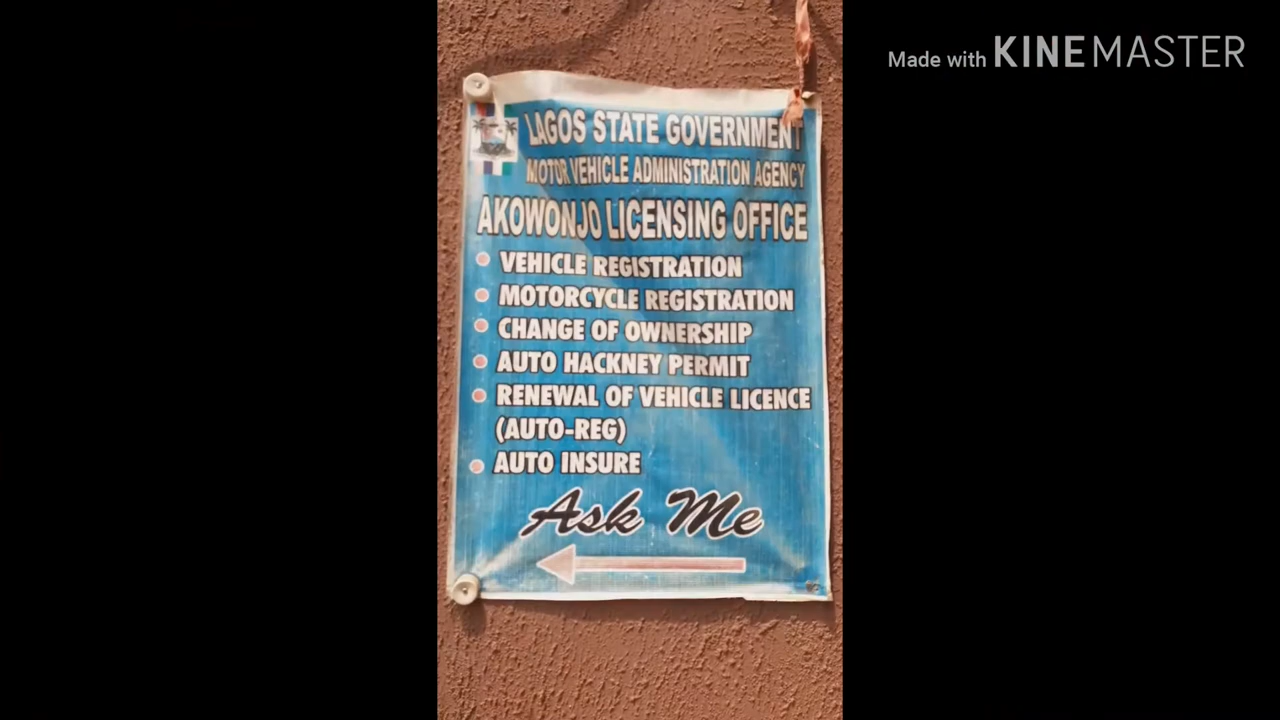 Made with KINEMASTER
LAGOS STATE GOVERNMENT
MOTOR VEHICLE ADMINISTRATION AGENCY
AKOWONJO LICENSING OFFICE
VEHICLE REGISTRATION
MOTORCYCLE REGISTRATION
CHANGE OF OWNERSHIP
AUTO HACKNEY PERMIT
RENEWAL OF VEHICLE LICENCE
(AUTO-REG)
AUTO INSURE
Ask Me